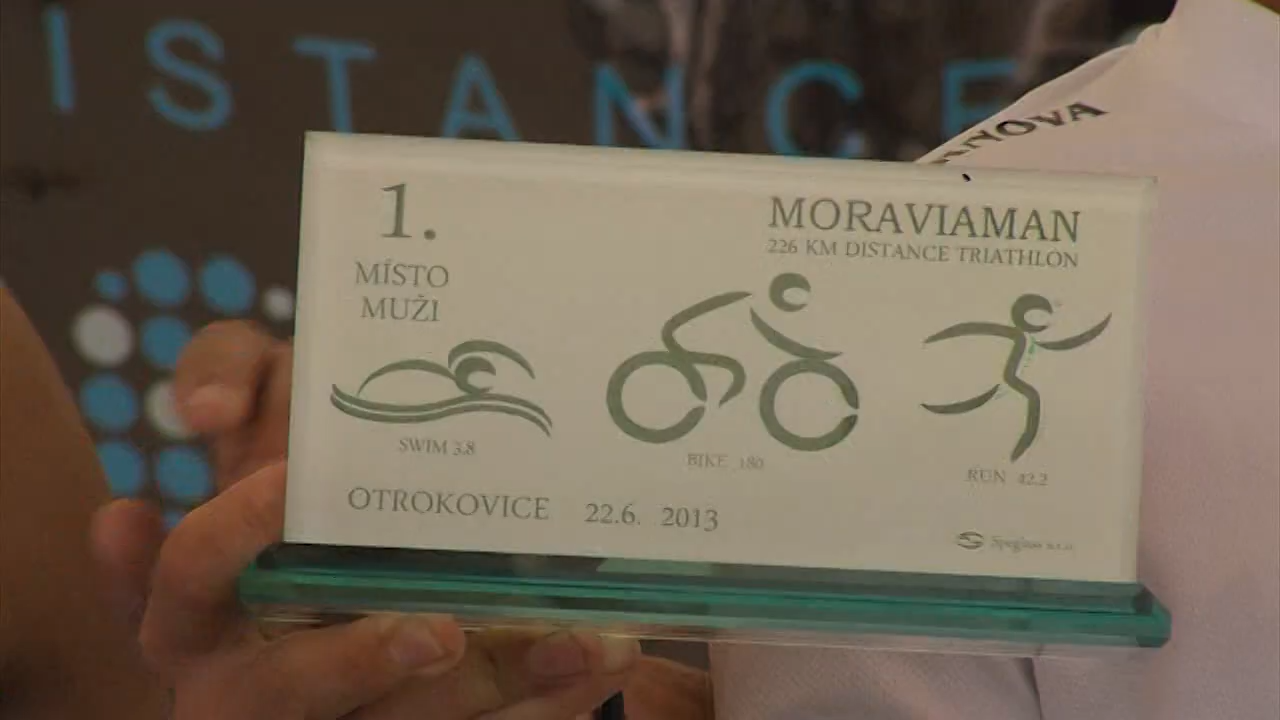 ISTANCE
NOVA
1.
MÍSTO
MUŽI
MORAVIAMAN
226 KM DISTANCE TRIATHLON
SWIM 3.8
BIKE 180
RUN 42.2
OTROKOVICE 22.6. 2013
Speglass s.r.o.